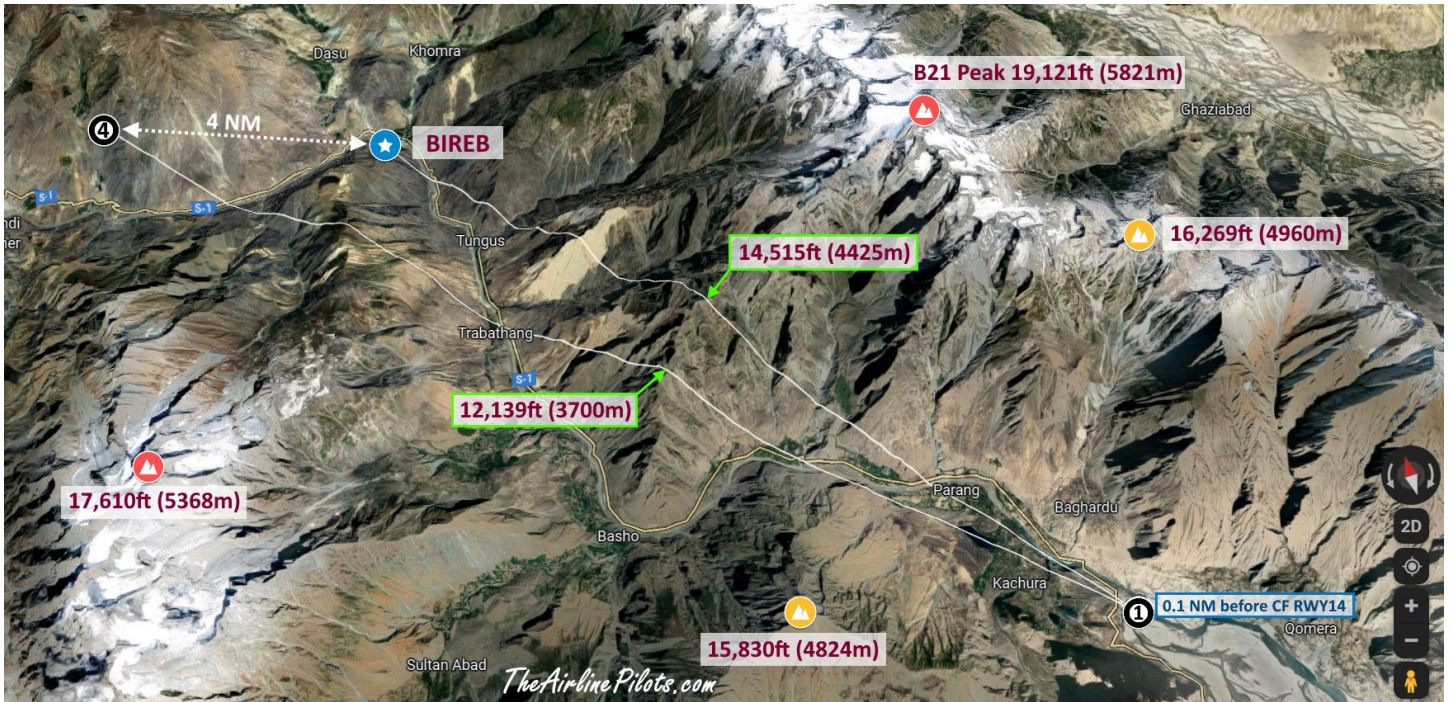 Dasu
Khomra
B21 Peak 19,121ft (5821m)
Ghaziabad
4
4 NM
BIREB
S-1
S-1
ndi
ner
Tungus
14,515ft (4425m)
16,269ft (4960m)
Trabathang
S-1
12,139ft (3700m)
17,610ft (5368m)
Parang
Baghardu
Basho
2D
Kachura
1
0.1 NM before CF RWY14
Qomera
15,830ft (4824m)
Sultan Abad
TheAirlinePilots.com